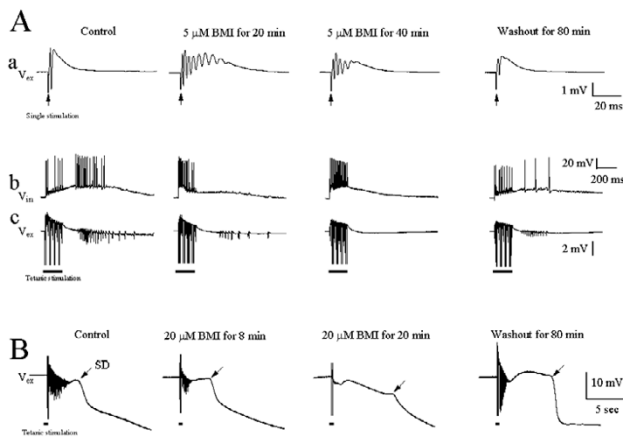 A
Control
5 μM BMI for 20 min
5 μM BMI for 40 min
Washout for 80 min
a
Vex
1 mV
20 ms
Single stimulation
b
Vin
20 mV
200 ms
c
Vex
2 mV
Tetanic stimulation
Control
20 μM BMI for 8 min
20 μM BMI for 20 min
Washout for 80 min
B
Vex
SD
10 mV
5 sec
Tetanic stimulation